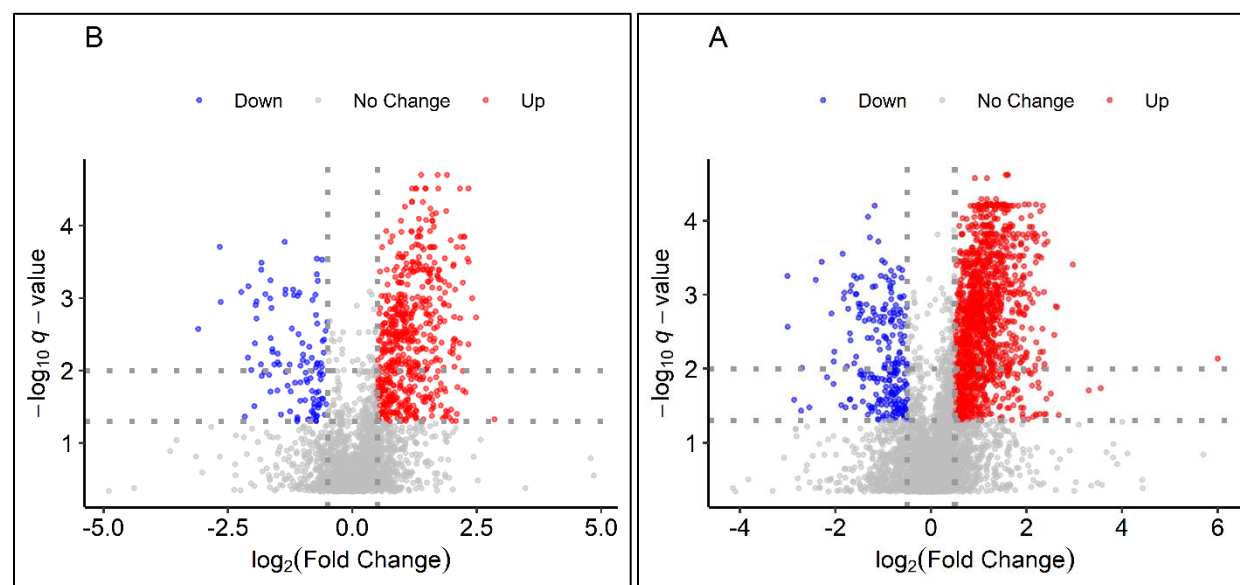 B
Down No Change Up
4
3
2
1
-log10 q-value
-5.0 -2.5 0.0 2.5 5.0
log2(Fold Change)
A
Down No Change Up
4
3
2
1
-log10 q-value
-4 -2 0 2 4 6
log2(Fold Change)